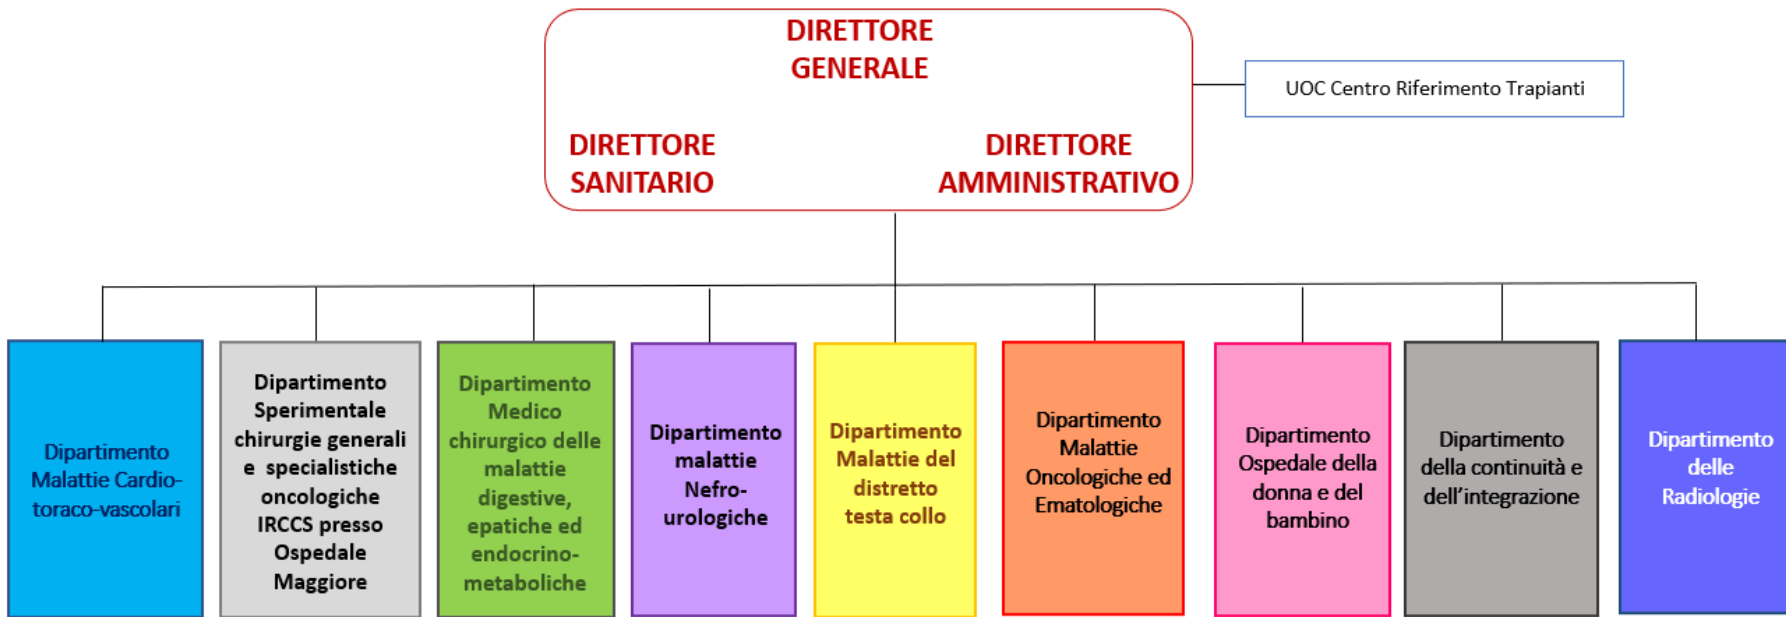 DIRETTORE
GENERALE
DIRETTORE
SANITARIO
DIRETTORE
AMMINISTRATIVO
UOC Centro Riferimento Trapianti
Dipartimento
Malattie Cardio-
toraco-vascolari
Dipartimento
Sperimentale
chirurgie generali
e specialistiche
oncologiche
IRCCS presso
Ospedale
Maggiore
Dipartimento
Medico
chirurgico delle
malattie
digestive,
epatiche ed
endocrino-
metaboliche
Dipartimento
malattie
Nefro-
urologiche
Dipartimento
Malattie del
distretto
testa collo
Dipartimento
Malattie
Oncologiche ed
Ematologiche
Dipartimento
Ospedale della
donna e del
bambino
Dipartimento
della continuità e
dell'integrazione
Dipartimento
delle
Radiologie